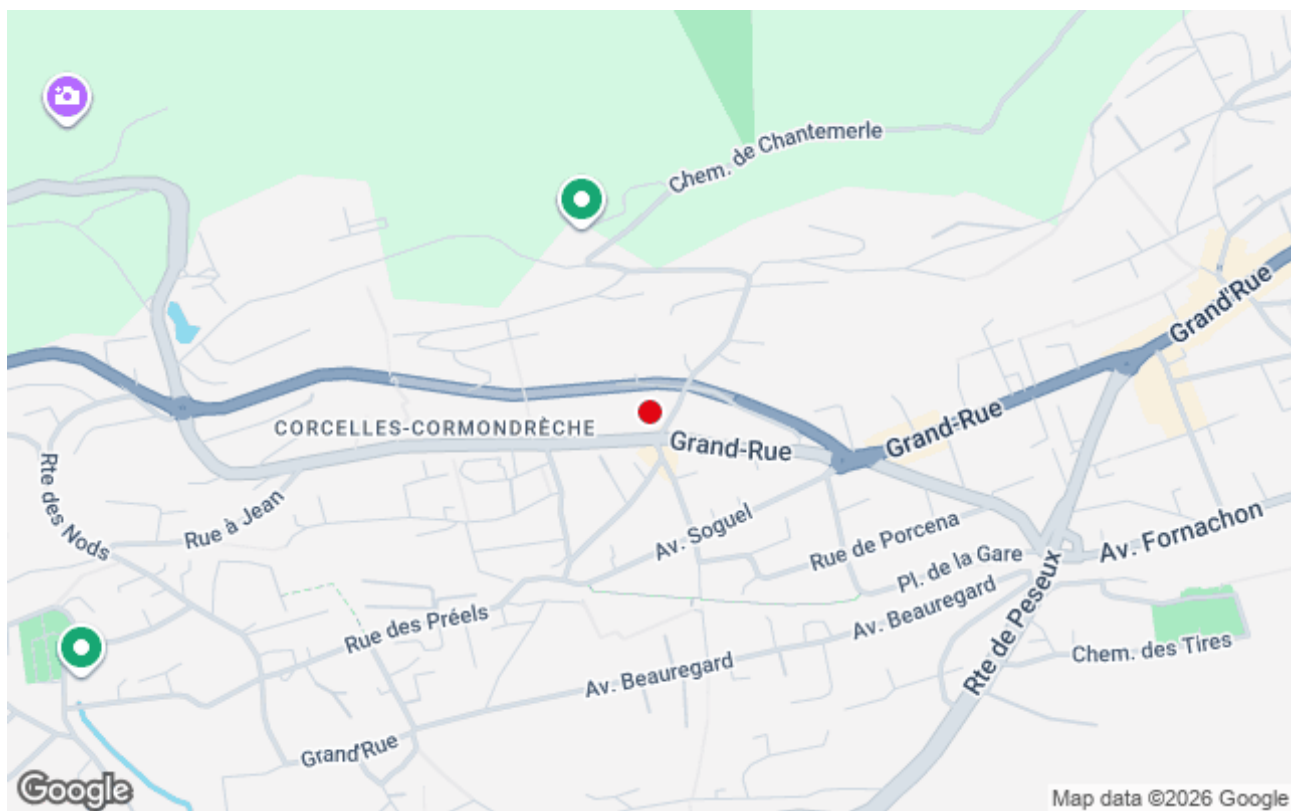 Chem. de Chantemerle
Grand'Rue
CORCELLES-CORMONDRÈCHE
Grand-Rue
Grand-Rue
Rte des Nods
Rue à Jean
Av. Soguel
Rue de Porcena
Av. Fornachon
Pl. de la Gare
Av. Beauregard
Rte de Peseux
Rue des Préels
Chem. des Tires
Av. Beauregard
Grand'Rue
Google
Map data ©2026 Google